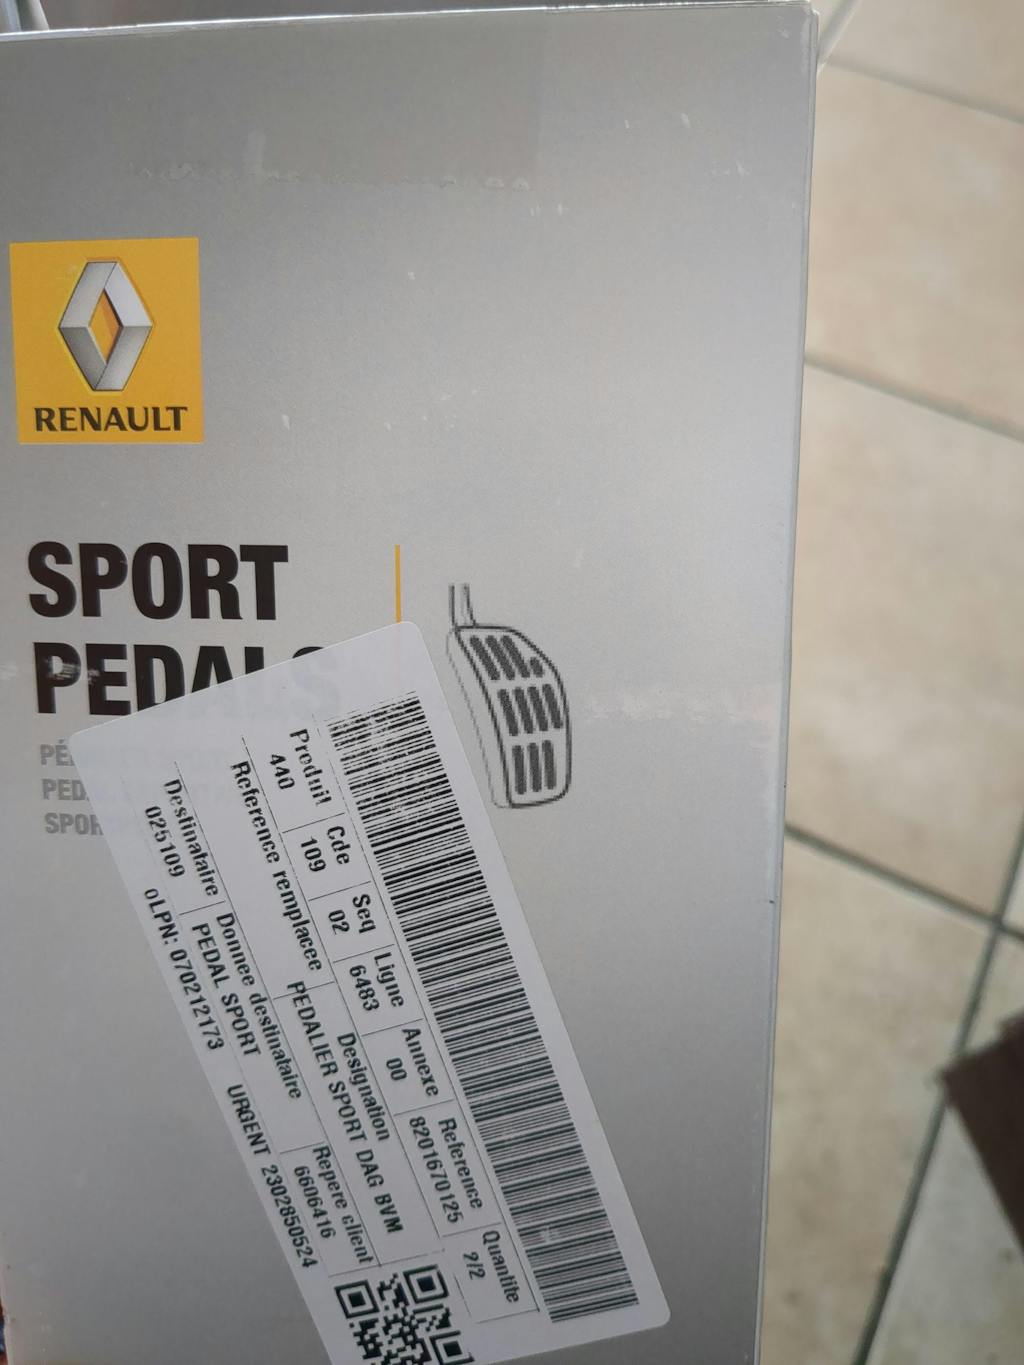 RENAULT
SPORT
PEDALS
Produit Cde Seq Ligne Annexe Reference Quantite
440 109 02 6483 00 8201670125 2/2
Reference remplacee Designation
PEDALIER SPORT DAG BVM
Destinataire Donnee destinataire Repere client
025109 PEDAL SPORT 6606416
oLPN: 070212173 URGENT 2302850524